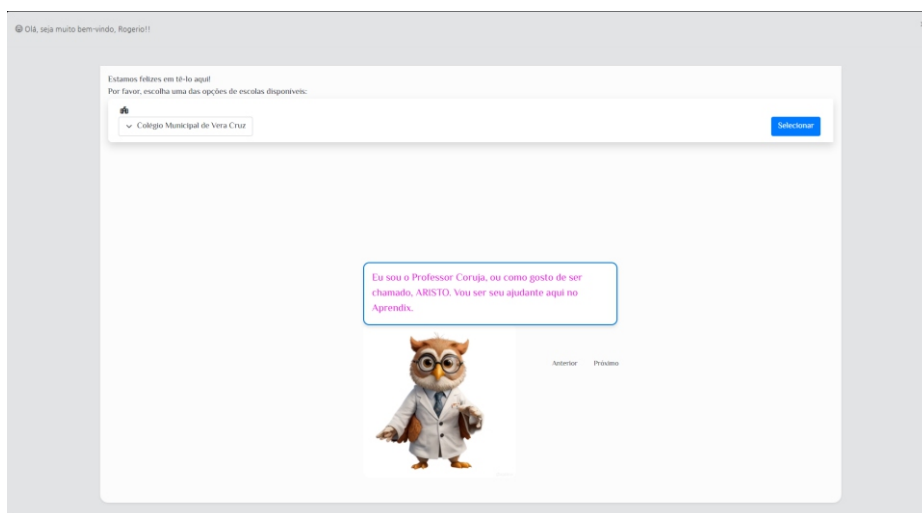 Olá, seja muito bem-vindo, Rogerio!!
Estamos felizes em tê-lo aqui!
Por favor, escolha uma das opções de escolas disponíveis:
Colégio Municipal de Vera Cruz
Selecionar
Eu sou o Professor Coruja, ou como gosto de ser
chamado, ARISTO. Vou ser seu ajudante aqui no
Aprendix.
Anterior Próximo